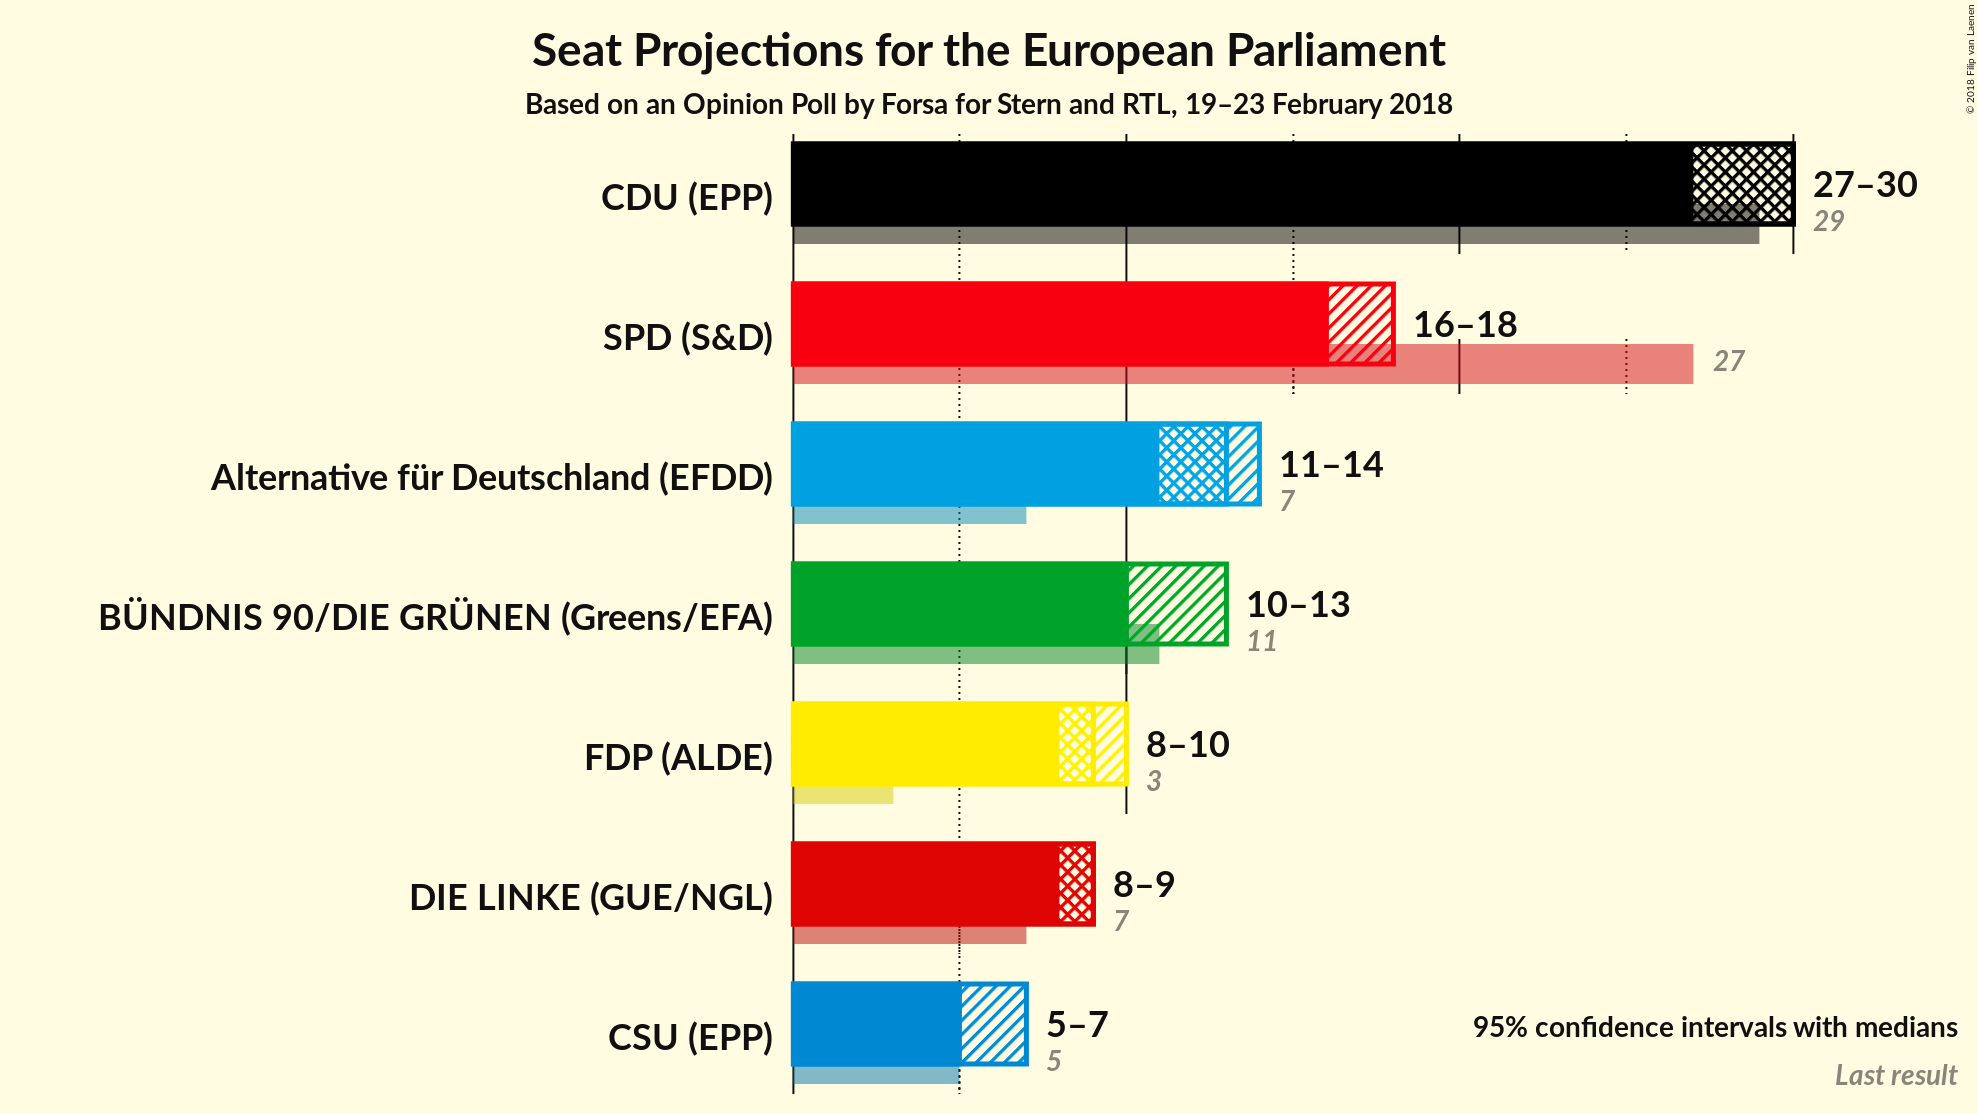 Seat Projections for the European Parliament
Based on an Opinion Poll by Forsa for Stern and RTL, 19–23 February 2018
© 2018 Filip van Laenen
CDU (EPP)
27–30
29
SPD (S&D)
16–18
27
Alternative für Deutschland (EFDD)
11–14
7
BÜNDNIS 90/DIE GRÜNEN (Greens/EFA)
10–13
11
FDP (ALDE)
8–10
3
DIE LINKE (GUE/NGL)
8–9
7
CSU (EPP)
5–7
5
95% confidence intervals with medians
Last result